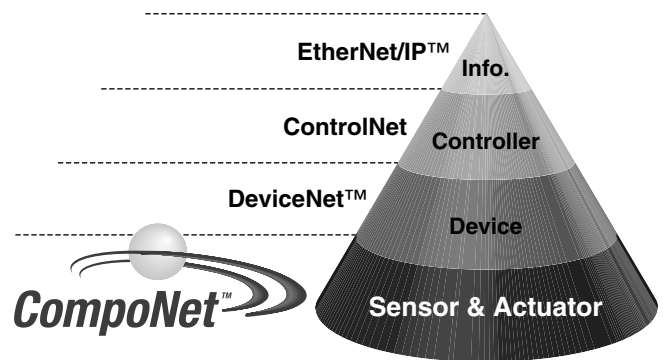 EtherNet/IP™
Info.
ControlNet
Controller
DeviceNet™
Device
CompoNet™
Sensor & Actuator